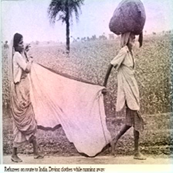 Refugees en route to India. Drying clothes while running away